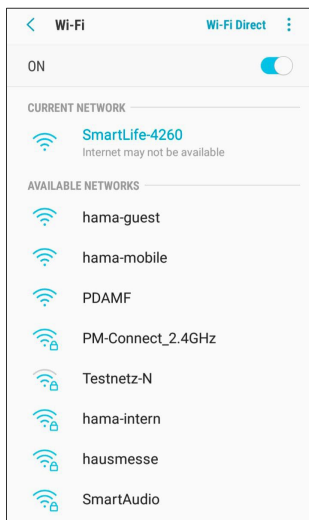 Wi-Fi Wi-Fi Direct
ON
CURRENT NETWORK
SmartLife-4260
Internet may not be available
AVAILABLE NETWORKS
hama-guest
hama-mobile
PDAMF
PM-Connect_2.4GHz
Testnetz-N
hama-intern
hausmesse
SmartAudio